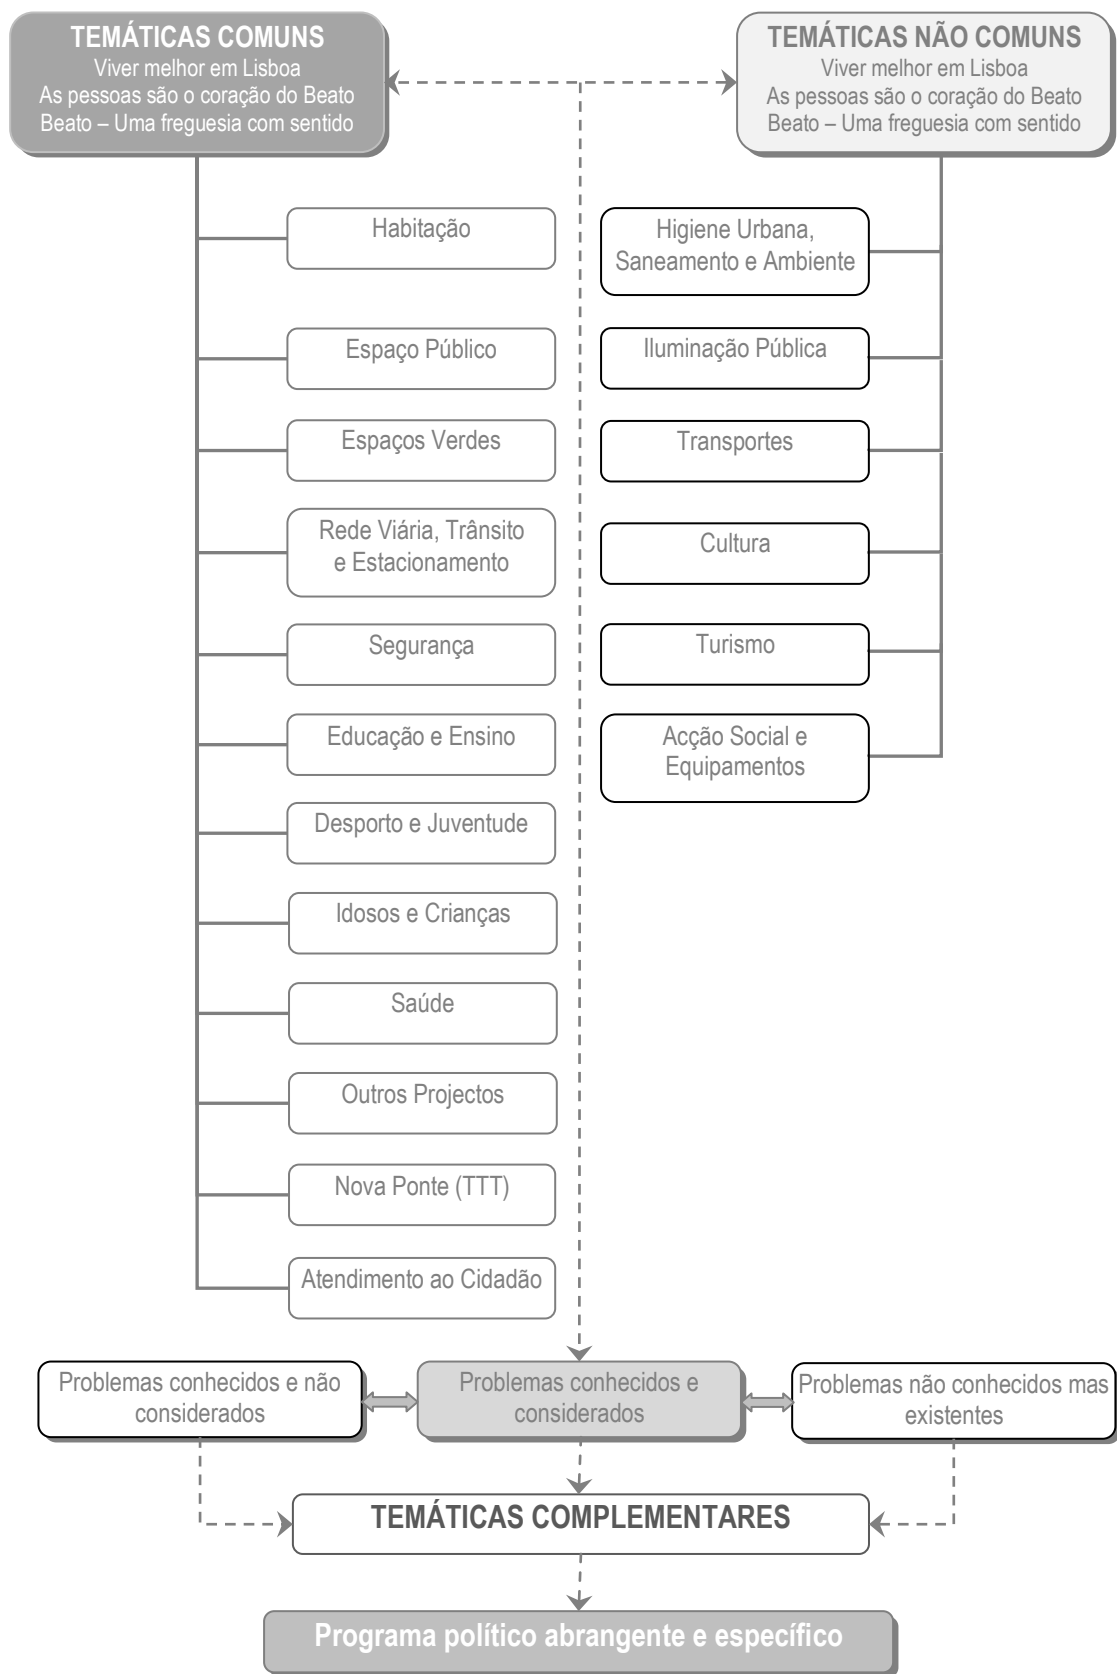 TEMÁTICAS COMUNS
Viver melhor em Lisboa
As pessoas são o coração do Beato
Beato – Uma freguesia com sentido
TEMÁTICAS NÃO COMUNS
Viver melhor em Lisboa
As pessoas são o coração do Beato
Beato – Uma freguesia com sentido
Habitação
Espaço Público
Espaços Verdes
Rede Viária, Trânsito
e Estacionamento
Segurança
Educação e Ensino
Desporto e Juventude
Idosos e Crianças
Saúde
Outros Projectos
Nova Ponte (TTT)
Atendimento ao Cidadão
Higiene Urbana,
Saneamento e Ambiente
Iluminação Pública
Transportes
Cultura
Turismo
Acção Social e
Equipamentos
Problemas conhecidos e não
considerados
Problemas conhecidos e
considerados
Problemas não conhecidos mas
existentes
TEMÁTICAS COMPLEMENTARES
Programa político abrangente e específico